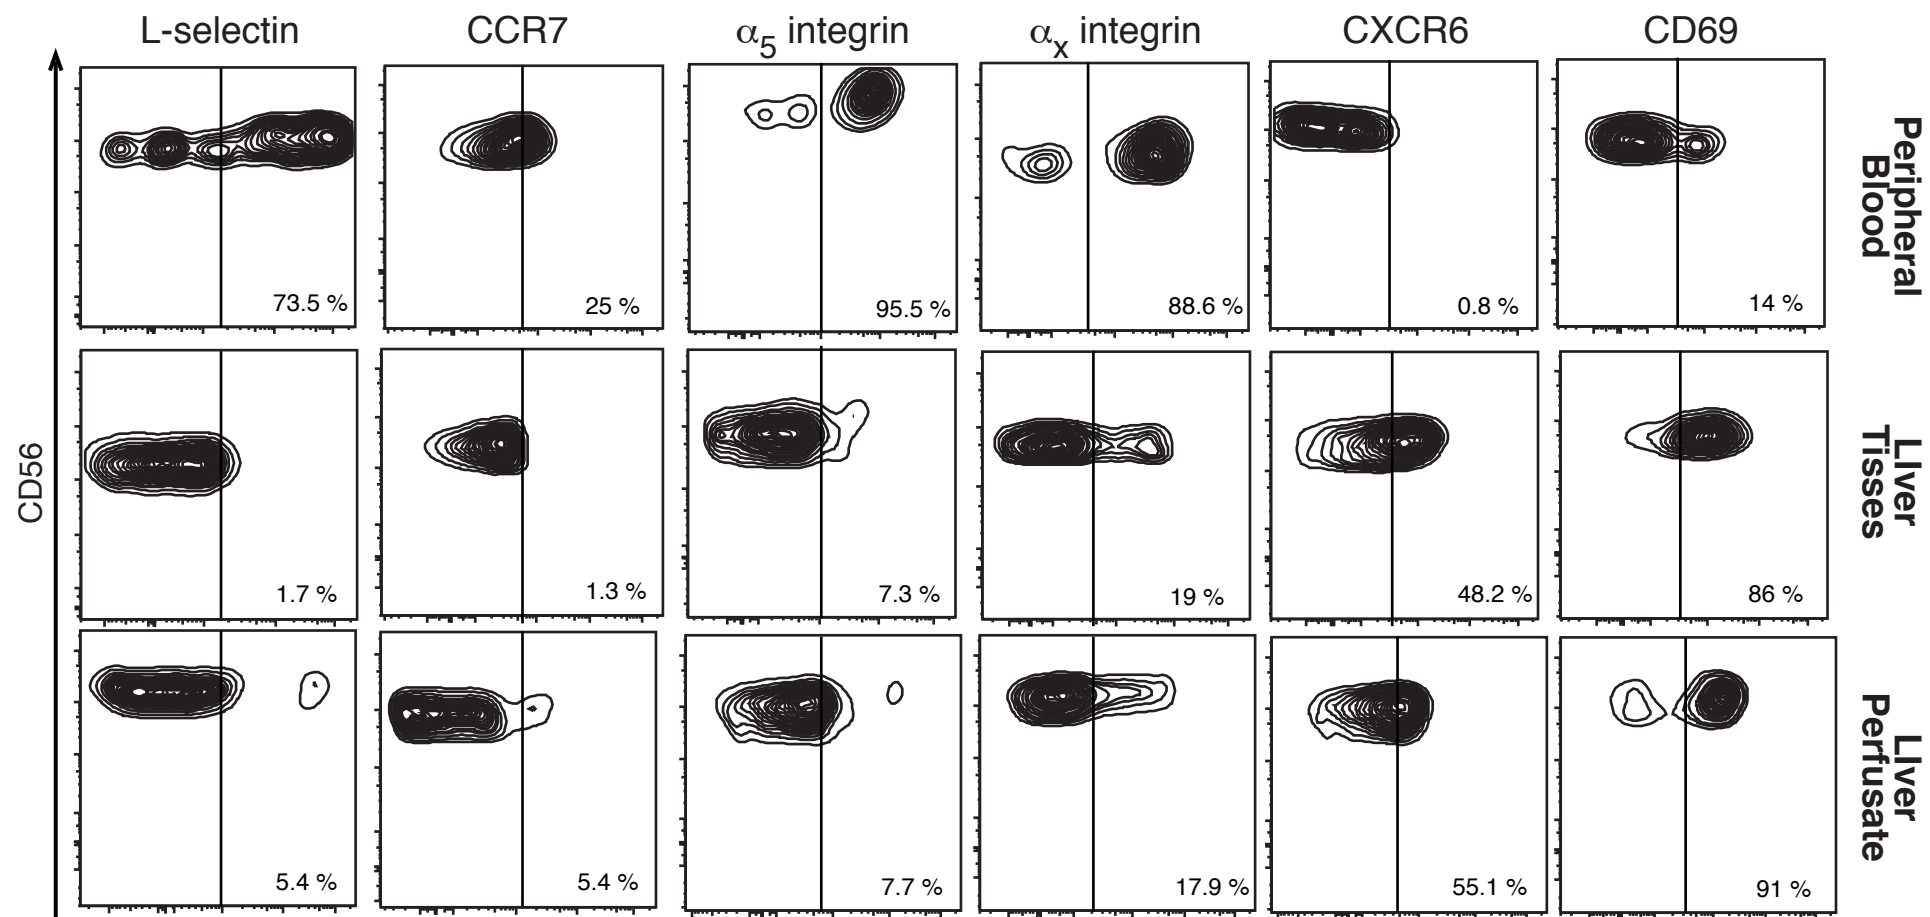 L-selectin CCR7 α5 integrin αx integrin CXCR6 CD69
73.5 % 25 % 95.5 % 88.6 % 0.8 % 14 %
Peripheral
Blood
CD56
1.7 % 1.3 % 7.3 % 19 % 48.2 % 86 %
LIver
Tisses
5.4 % 5.4 % 7.7 % 17.9 % 55.1 % 91 %
LIver
Perfusate